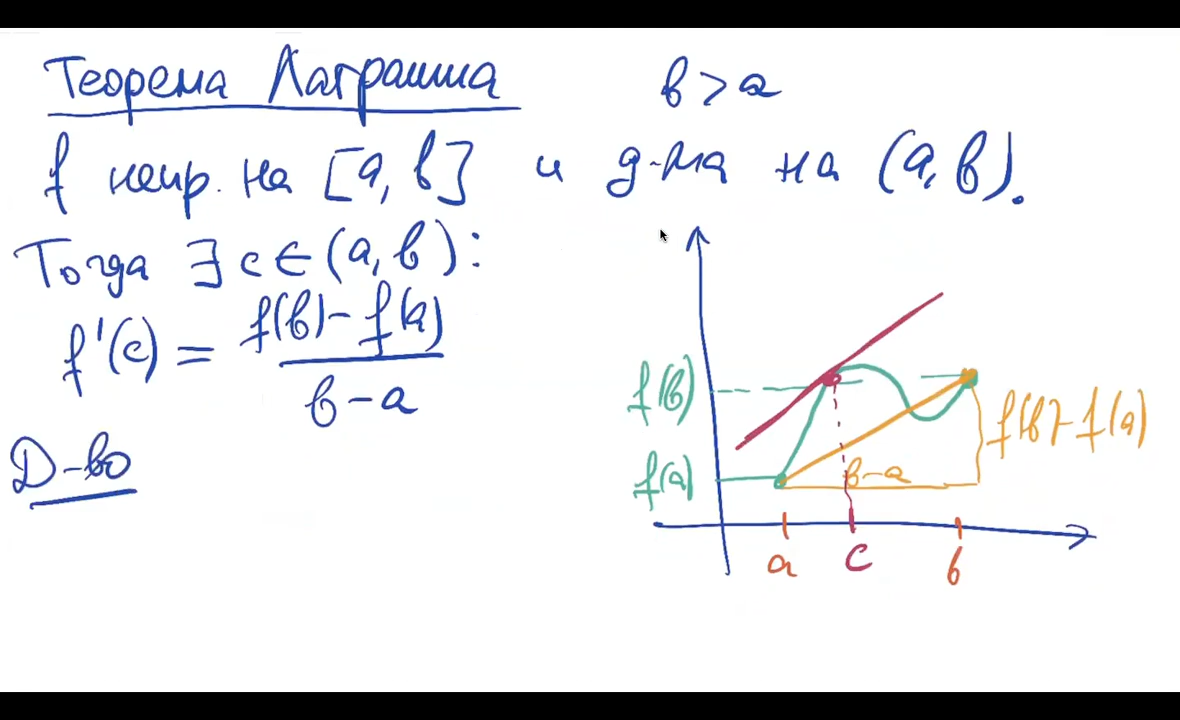 Теорема Лагранжа
b > a
f непр. на [a, b] и д-ма на (a, b).
Тогда ∃ c ∈ (a, b):
f'(c) = (f(b) - f(a)) / (b - a)
Д-во
f(b)
f(a)
b - a
f(b) - f(a)
a
c
b